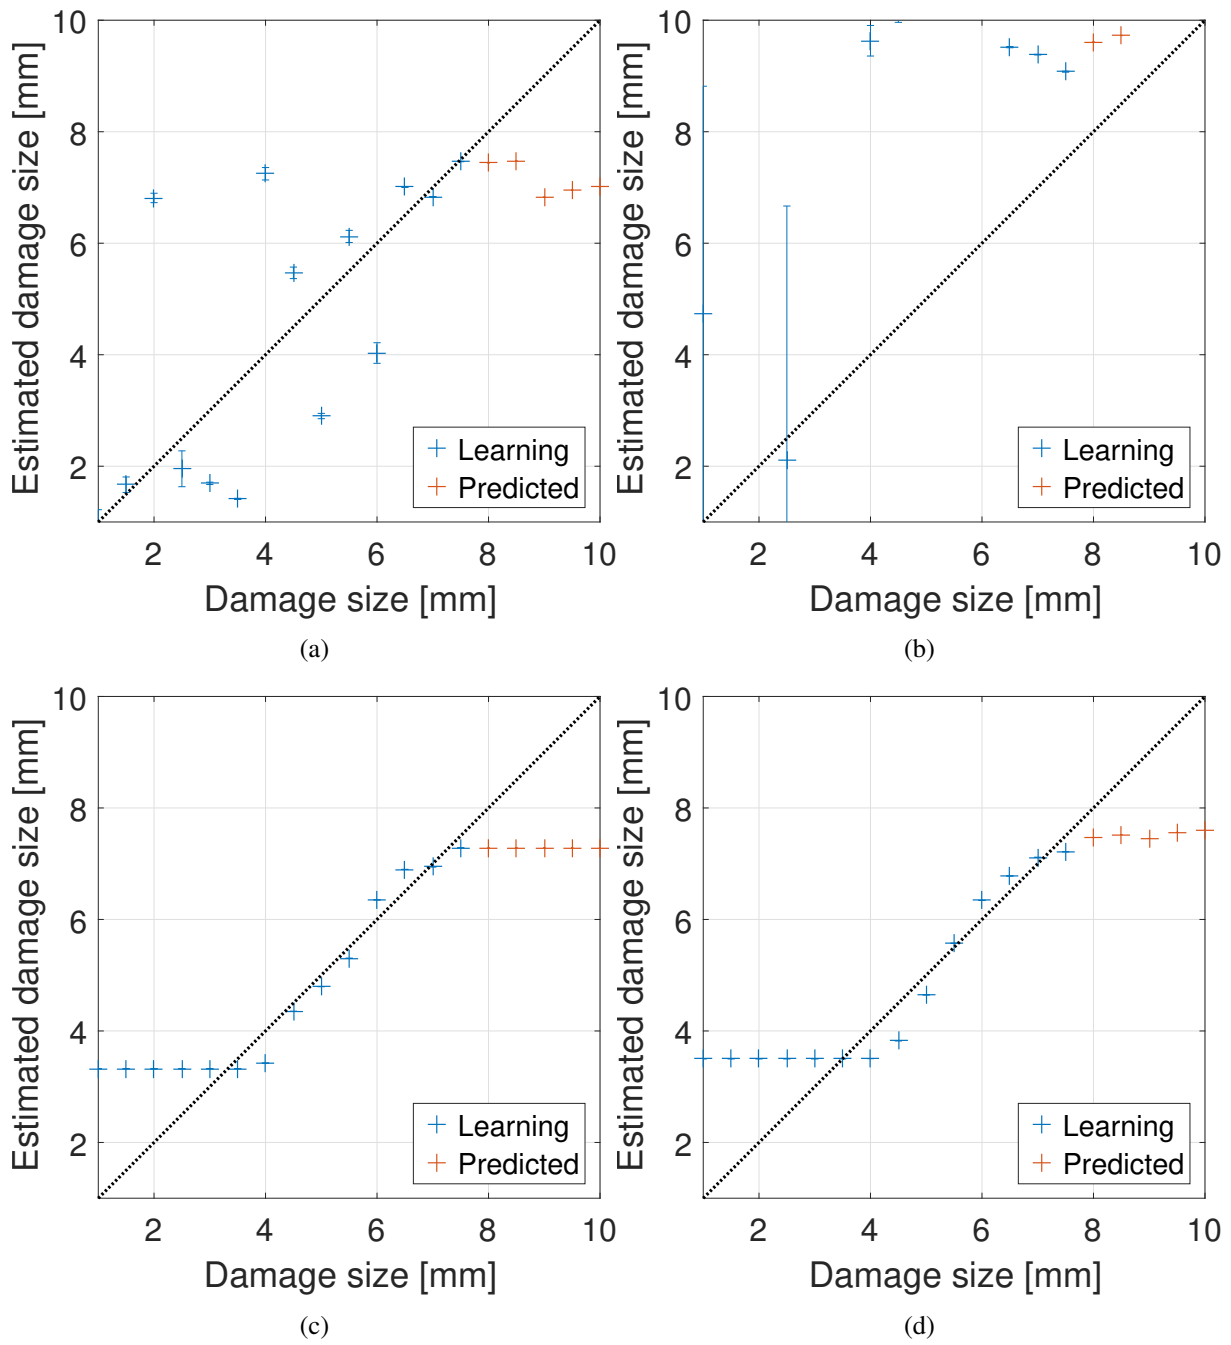 10
8
6
4
2
Estimated damage size [mm]
Learning
Predicted
2 4 6 8 10
Damage size [mm]
(a)
10
8
6
4
2
Estimated damage size [mm]
Learning
Predicted
2 4 6 8 10
Damage size [mm]
(b)
10
8
6
4
2
Estimated damage size [mm]
Learning
Predicted
2 4 6 8 10
Damage size [mm]
(c)
10
8
6
4
2
Estimated damage size [mm]
Learning
Predicted
2 4 6 8 10
Damage size [mm]
(d)